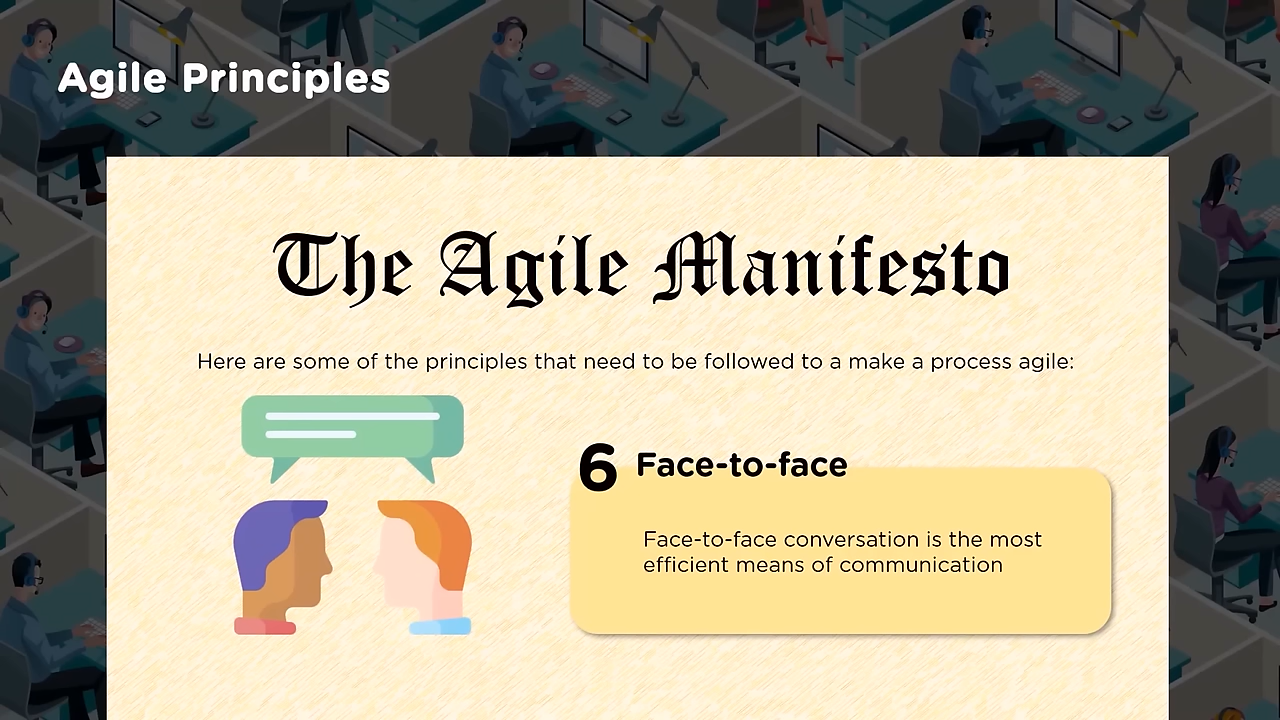 Agile Principles
The Agile Manifesto
Here are some of the principles that need to be followed to a make a process agile:
6 Face-to-face
Face-to-face conversation is the most
efficient means of communication